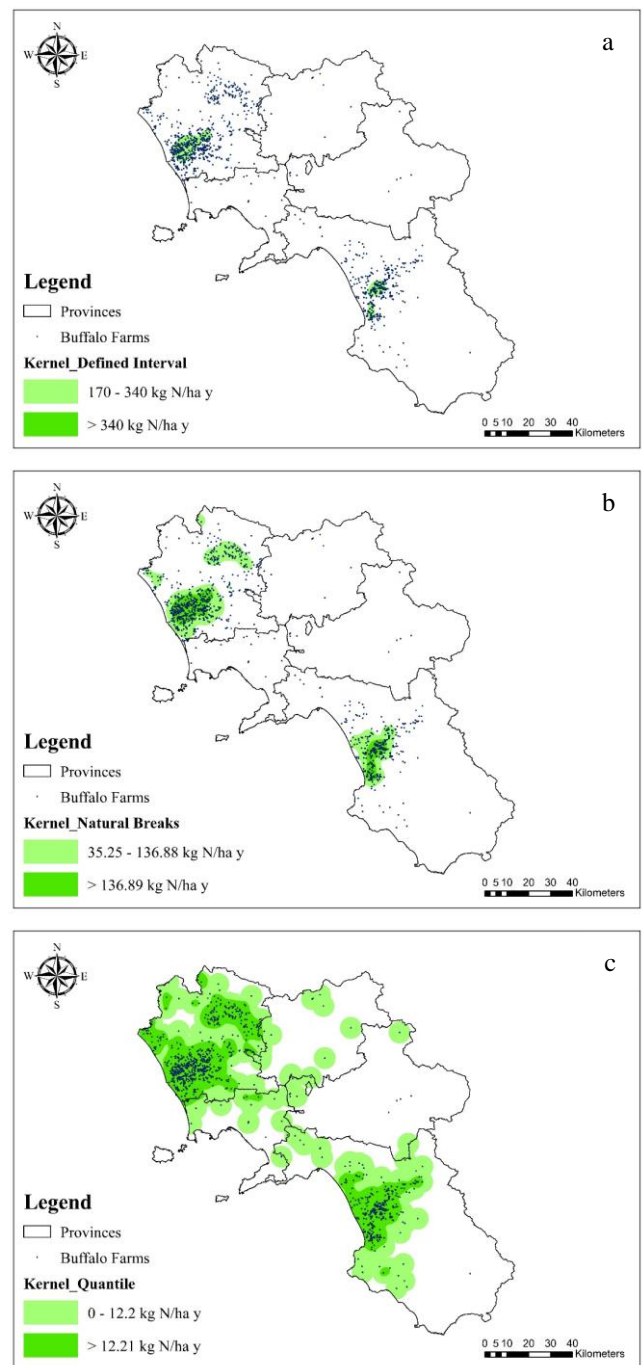 a
N
W E
S
Legend
Provinces
Buffalo Farms
Kernel_Defined Interval
170 - 340 kg N/ha y
> 340 kg N/ha y
0 5 10 20 30 40
Kilometers
b
N
W E
S
Legend
Provinces
Buffalo Farms
Kernel_Natural Breaks
35.25 - 136.88 kg N/ha y
> 136.89 kg N/ha y
0 5 10 20 30 40
Kilometers
c
N
W E
S
Legend
Provinces
Buffalo Farms
Kernel_Quantile
0 - 12.2 kg N/ha y
> 12.21 kg N/ha y
0 5 10 20 30 40
Kilometers